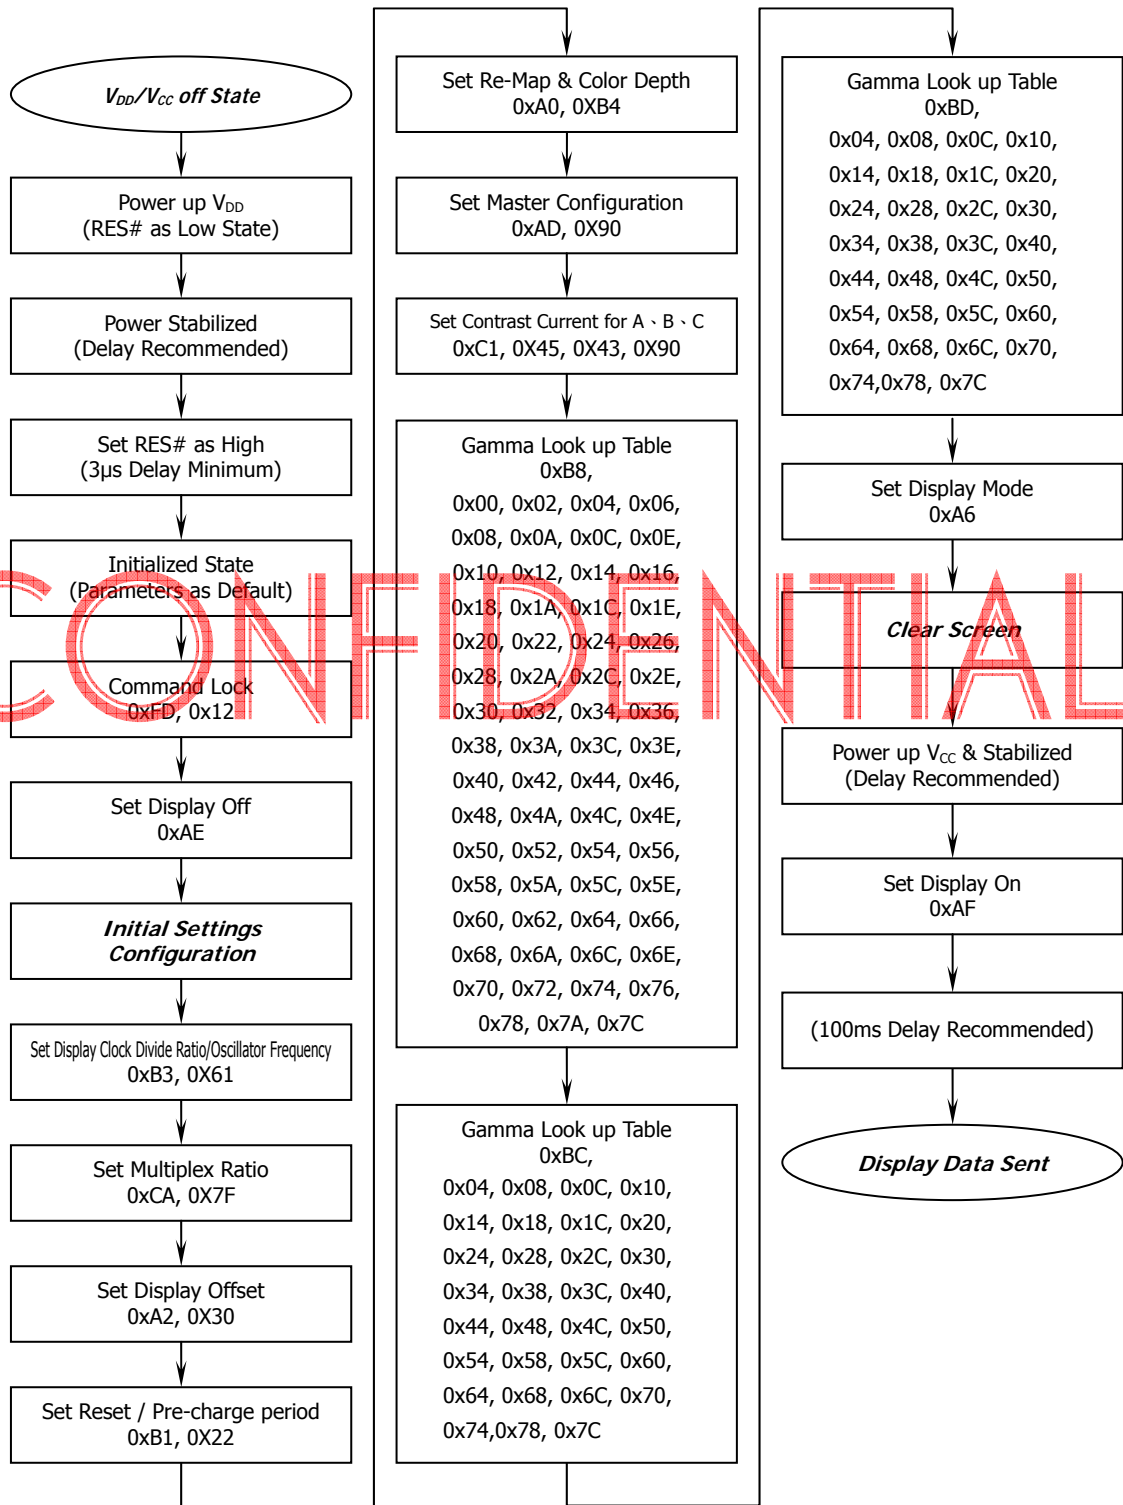 V_DD/V_CC off State
Power up V_DD
(RES# as Low State)
Power Stabilized
(Delay Recommended)
Set RES# as High
(3μs Delay Minimum)
Initialized State
(Parameters as Default)
Command Lock
0xFD, 0x12
Set Display Off
0xAE
Initial Settings
Configuration
Set Display Clock Divide Ratio/Oscillator Frequency
0xB3, 0X61
Set Multiplex Ratio
0xCA, 0X7F
Set Display Offset
0xA2, 0X30
Set Reset / Pre-charge period
0xB1, 0X22
Set Re-Map & Color Depth
0xA0, 0XB4
Set Master Configuration
0xAD, 0X90
Set Contrast Current for A、B、C
0xC1, 0X45, 0X43, 0X90
Gamma Look up Table
0xB8,
0x00, 0x02, 0x04, 0x06,
0x08, 0x0A, 0x0C, 0x0E,
0x10, 0x12, 0x14, 0x16,
0x18, 0x1A, 0x1C, 0x1E,
0x20, 0x22, 0x24, 0x26,
0x28, 0x2A, 0x2C, 0x2E,
0x30, 0x32, 0x34, 0x36,
0x38, 0x3A, 0x3C, 0x3E,
0x40, 0x42, 0x44, 0x46,
0x48, 0x4A, 0x4C, 0x4E,
0x50, 0x52, 0x54, 0x56,
0x58, 0x5A, 0x5C, 0x5E,
0x60, 0x62, 0x64, 0x66,
0x68, 0x6A, 0x6C, 0x6E,
0x70, 0x72, 0x74, 0x76,
0x78, 0x7A, 0x7C
Gamma Look up Table
0xBC,
0x04, 0x08, 0x0C, 0x10,
0x14, 0x18, 0x1C, 0x20,
0x24, 0x28, 0x2C, 0x30,
0x34, 0x38, 0x3C, 0x40,
0x44, 0x48, 0x4C, 0x50,
0x54, 0x58, 0x5C, 0x60,
0x64, 0x68, 0x6C, 0x70,
0x74,0x78, 0x7C
Gamma Look up Table
0xBD,
0x04, 0x08, 0x0C, 0x10,
0x14, 0x18, 0x1C, 0x20,
0x24, 0x28, 0x2C, 0x30,
0x34, 0x38, 0x3C, 0x40,
0x44, 0x48, 0x4C, 0x50,
0x54, 0x58, 0x5C, 0x60,
0x64, 0x68, 0x6C, 0x70,
0x74,0x78, 0x7C
Set Display Mode
0xA6
Clear Screen
Power up V_CC & Stabilized
(Delay Recommended)
Set Display On
0xAF
(100ms Delay Recommended)
Display Data Sent
CONFIDENTIAL